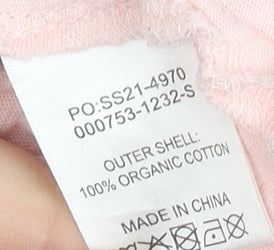 PO:SS21-4970
000753-1232-S
OUTER SHELL:
100% ORGANIC COTTON
MADE IN CHINA